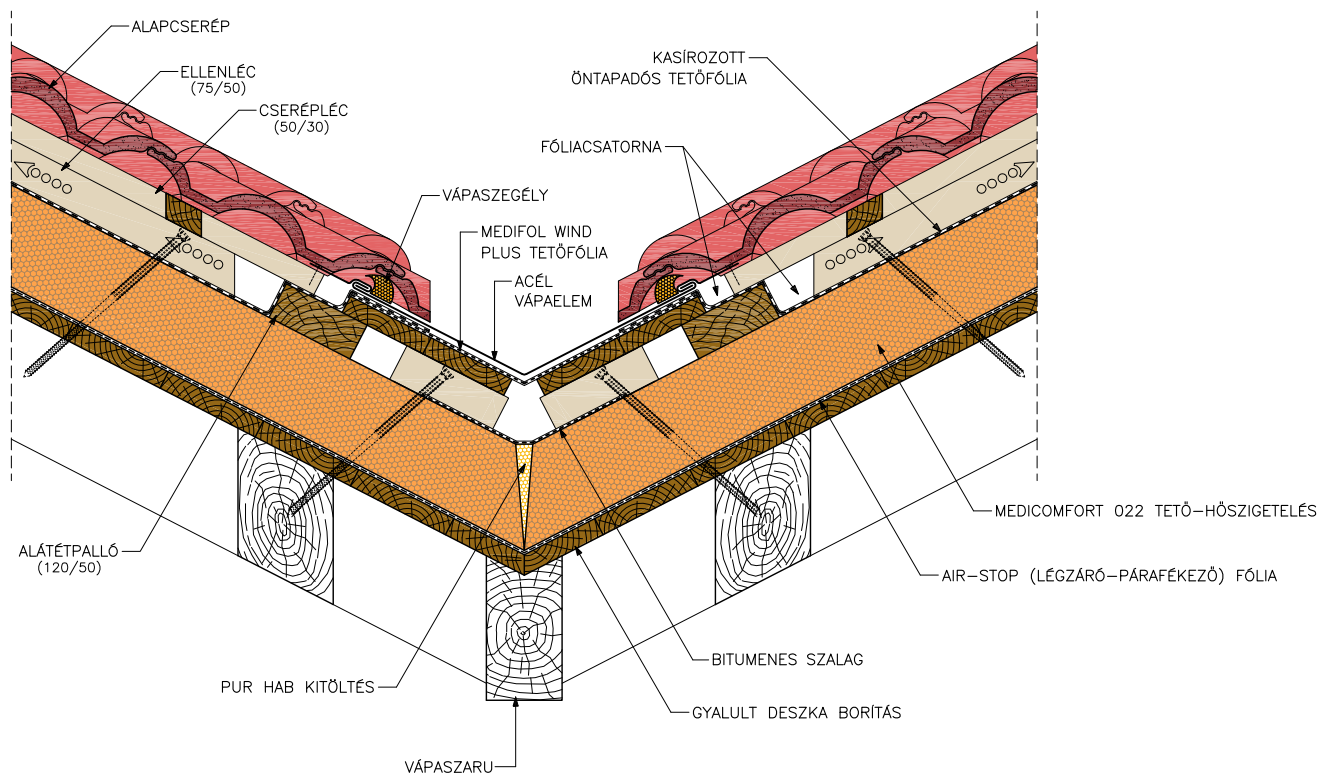 ALAPCSERÉP
ELLENLÉC
(75/50)
CSERÉPLÉC
(50/30)
VÁPASZEGÉLY
MEDIFOL WIND
PLUS TETŐFÓLIA
ACÉL
VÁPAELEM
KASÍROZOTT
ÖNTAPADÓS TETŐFÓLIA
FÓLIACSATORNA
MEDICOMFORT 022 TETŐ-HŐSZIGETELÉS
AIR-STOP (LÉGZÁRÓ-PÁRAFÉKEZŐ) FÓLIA
BITUMENES SZALAG
GYALULT DESZKA BORÍTÁS
ALÁTÉTPALLÓ
(120/50)
PUR HAB KITÖLTÉS
VÁPASZARU